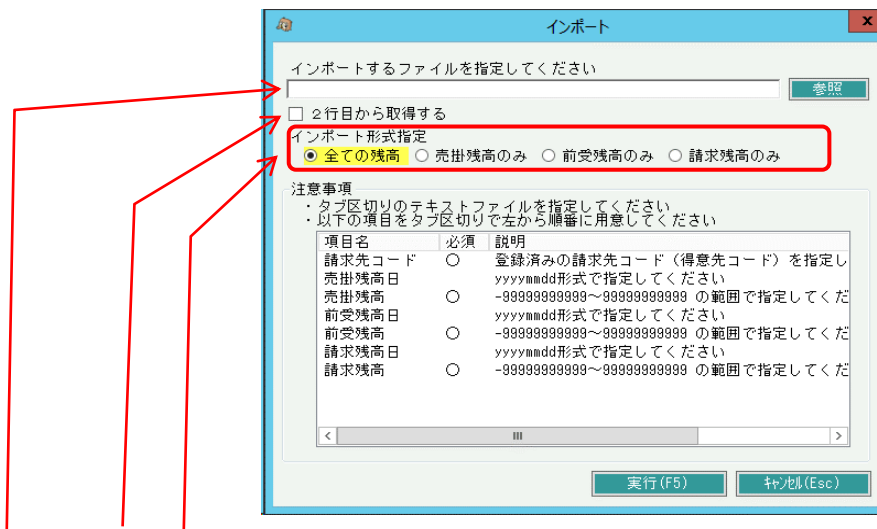 インポート
x
インポートするファイルを指定してください
参照
２行目から取得する
インポート形式指定
全ての残高 売掛残高のみ 前受残高のみ 請求残高のみ
注意事項
・タブ区切りのテキストファイルを指定してください
・以下の項目をタブ区切りで左から順番に用意してください
項目名 必須 説明
請求先コード ○ 登録済みの請求先コード（得意先コード）を指定し
売掛残高日 yyyymmdd形式で指定してください
売掛残高 ○ -99999999999～99999999999 の範囲で指定してくだ
前受残高日 yyyymmdd形式で指定してください
前受残高 ○ -99999999999～99999999999 の範囲で指定してくだ
請求残高日 yyyymmdd形式で指定してください
請求残高 ○ -99999999999～99999999999 の範囲で指定してくだ
実行(F5) ｷｬﾝｾﾙ(Esc)